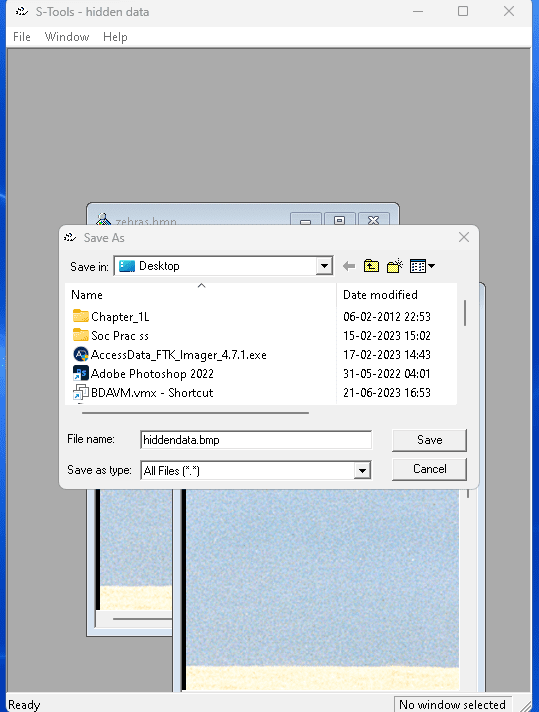 S-Tools - hidden data
File Window Help
zebras.bmp
Save As
Save in: Desktop
Name Date modified
Chapter_1L 06-02-2012 22:53
Soc Prac ss 15-02-2023 15:02
AccessData_FTK_Imager_4.7.1.exe 17-02-2023 14:43
Adobe Photoshop 2022 31-05-2022 04:01
BDAVM.vmx - Shortcut 21-06-2023 16:53
File name: hiddendata.bmp Save
Save as type: All Files (*.*) Cancel
Ready No window selected